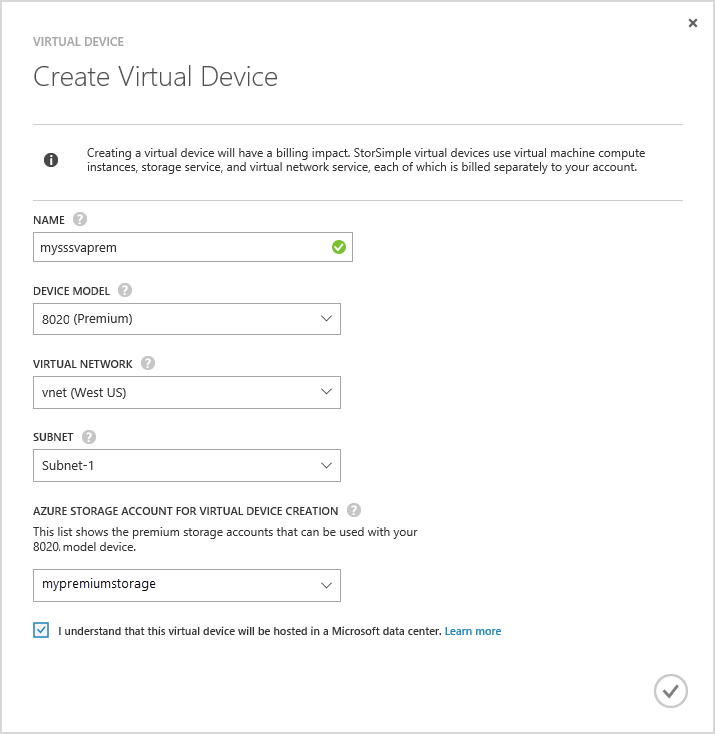 VIRTUAL DEVICE
Create Virtual Device
Creating a virtual device will have a billing impact. StorSimple virtual devices use virtual machine compute
instances, storage service, and virtual network service, each of which is billed separately to your account.
NAME
mysssvaprem
DEVICE MODEL
8020 (Premium)
VIRTUAL NETWORK
vnet (West US)
SUBNET
Subnet-1
AZURE STORAGE ACCOUNT FOR VIRTUAL DEVICE CREATION
This list shows the premium storage accounts that can be used with your
8020 model device.
mypremiumstorage
I understand that this virtual device will be hosted in a Microsoft data center. Learn more